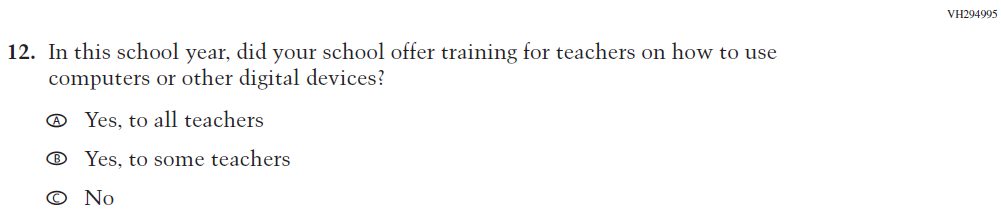 VH294995
12. In this school year, did your school offer training for teachers on how to use
computers or other digital devices?
A Yes, to all teachers
B Yes, to some teachers
C No